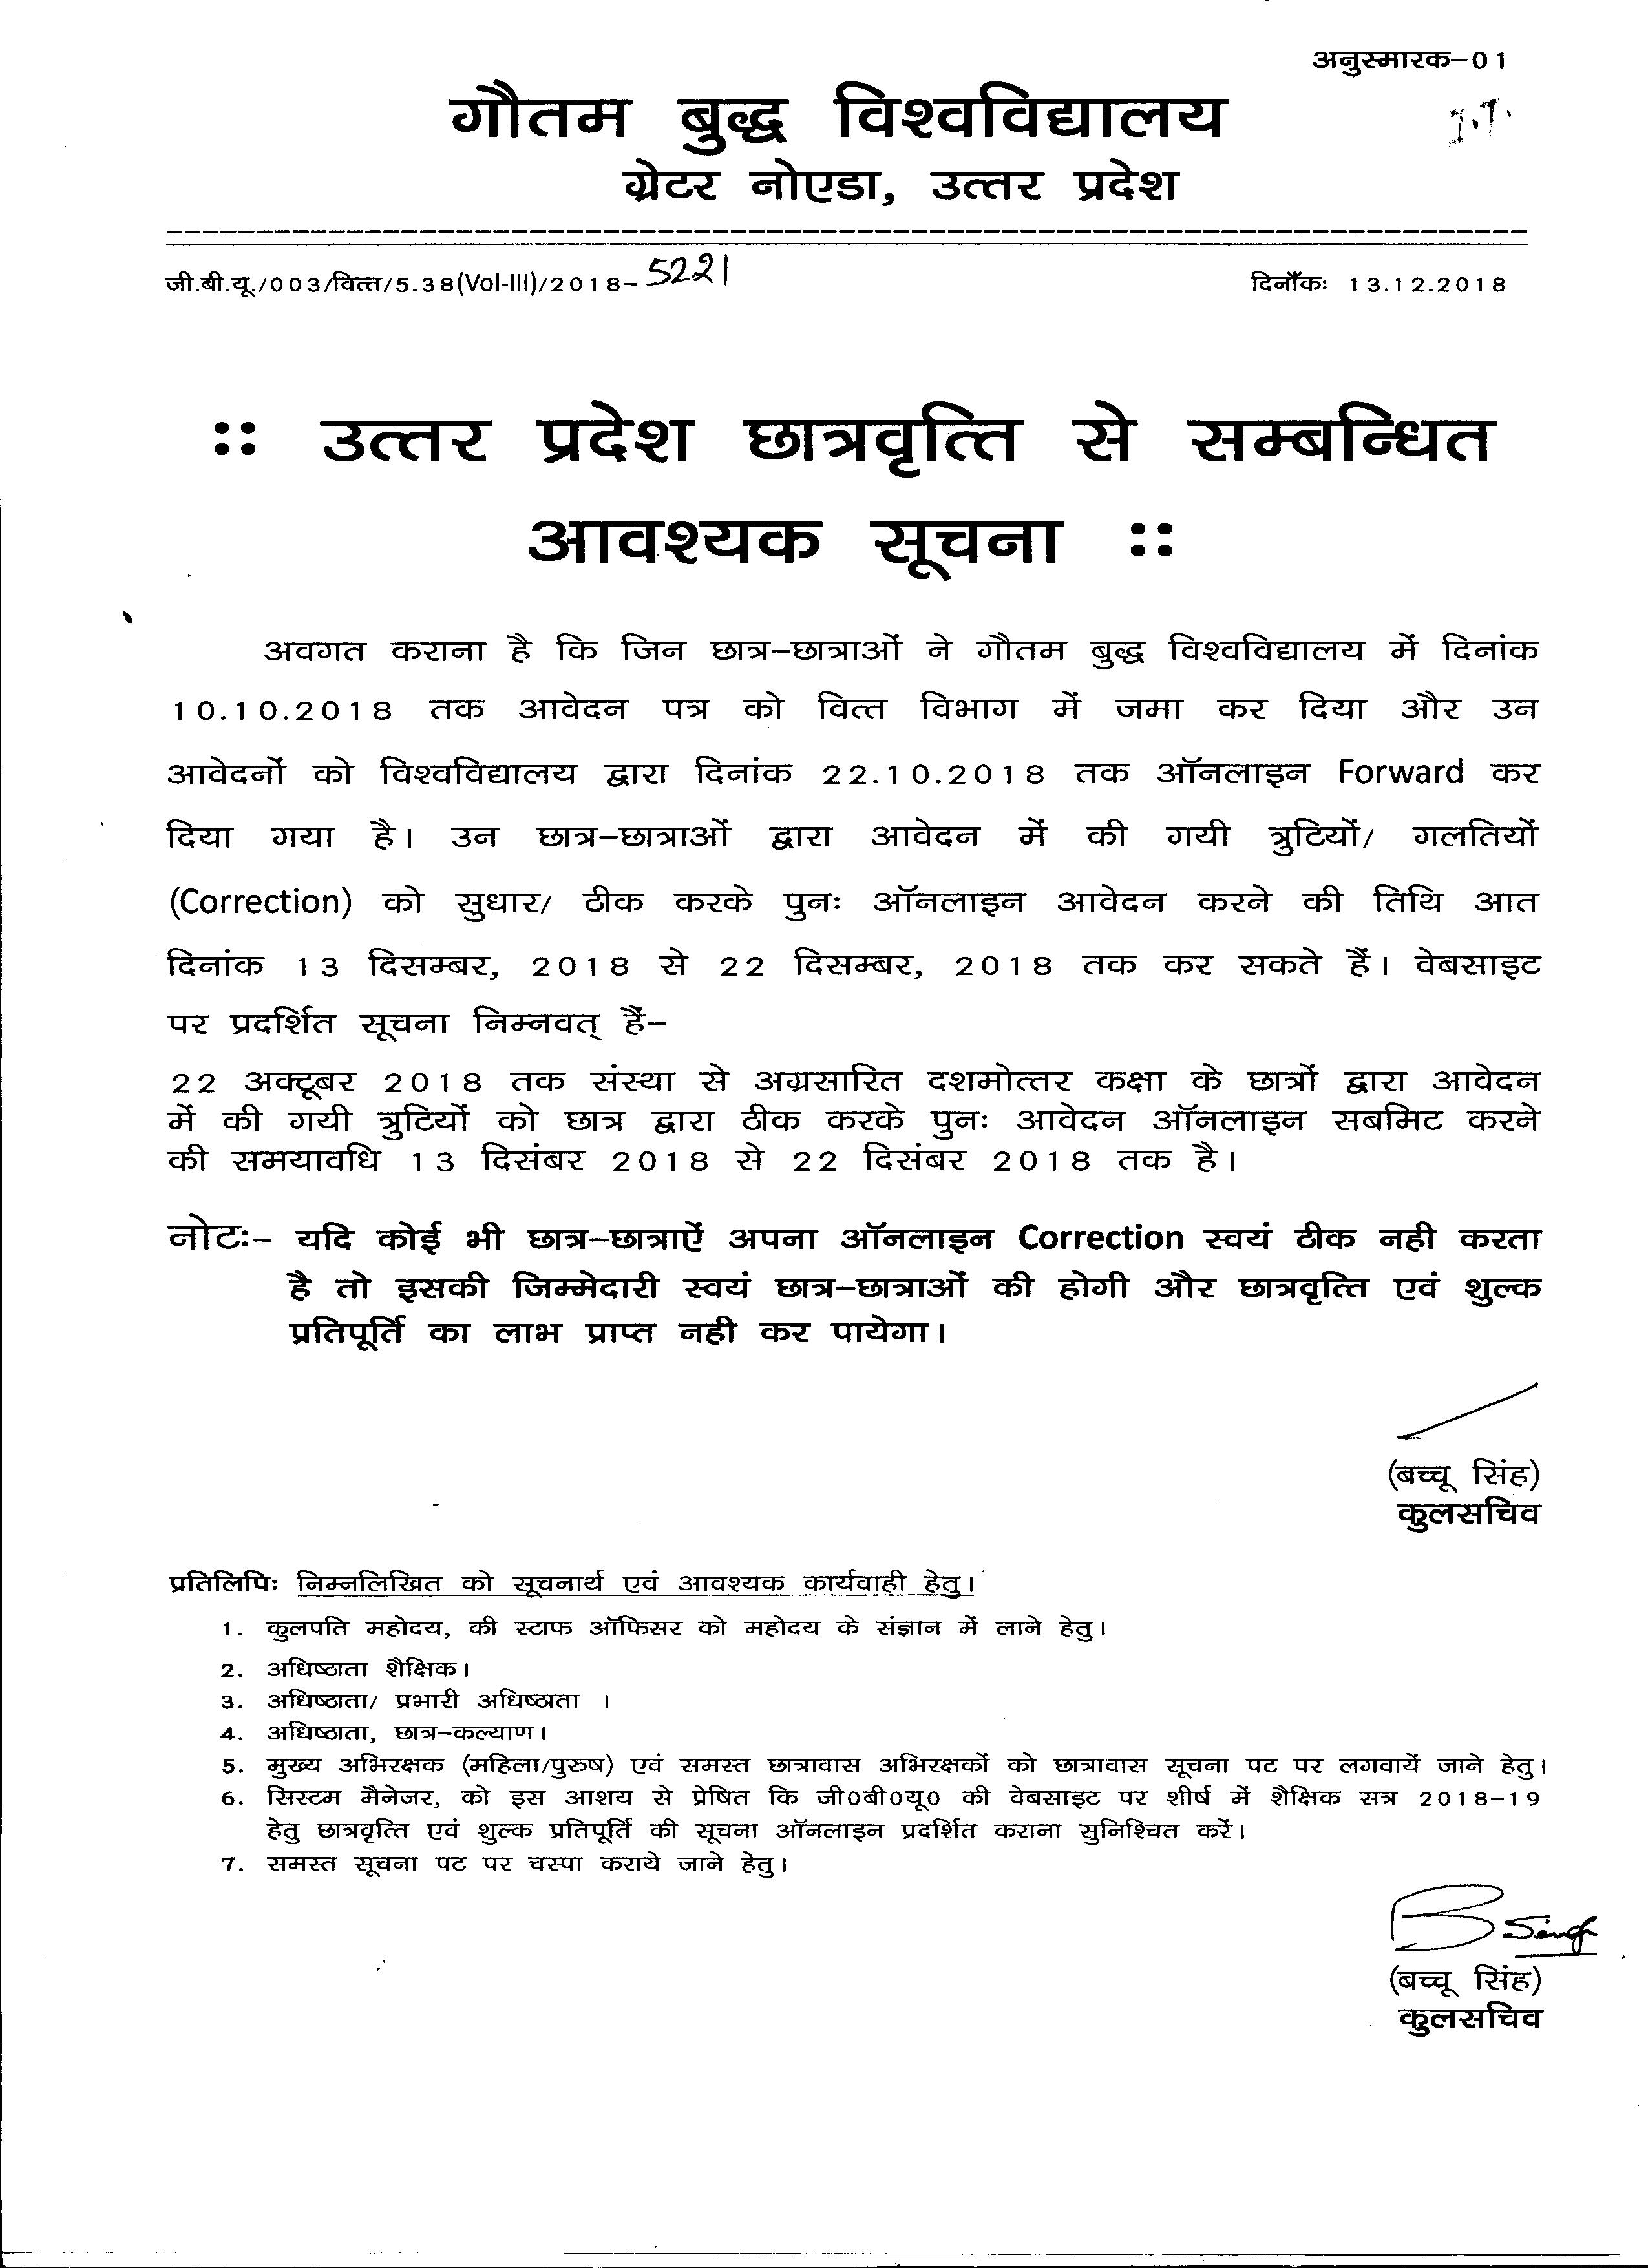 अनुस्मारक-01
गौतम बुद्ध विश्वविद्यालय
ग्रेटर नोएडा, उत्तर प्रदेश
जी.बी.यू./003/वित्त/5.38(Vol-III)/2018-5221
दिनाँकः 13.12.2018
:: उत्तर प्रदेश छात्रवृत्ति से सम्बन्धित
आवश्यक सूचना ::
अवगत कराना है कि जिन छात्र-छात्राओं ने गौतम बुद्ध विश्वविद्यालय में दिनांक
10.10.2018 तक आवेदन पत्र को वित्त विभाग में जमा कर दिया और उन
आवेदनों को विश्वविद्यालय द्वारा दिनांक 22.10.2018 तक ऑनलाइन Forward कर
दिया गया है। उन छात्र-छात्राओं द्वारा आवेदन में की गयी त्रुटियों/ गलतियों
(Correction) को सुधार/ ठीक करके पुनः ऑनलाइन आवेदन करने की तिथि आत
दिनांक 13 दिसम्बर, 2018 से 22 दिसम्बर, 2018 तक कर सकते हैं। वेबसाइट
पर प्रदर्शित सूचना निम्नवत् हैं-
22 अक्टूबर 2018 तक संस्था से अग्रसारित दशमोत्तर कक्षा के छात्रों द्वारा आवेदन
में की गयी त्रुटियों को छात्र द्वारा ठीक करके पुनः आवेदन ऑनलाइन सबमिट करने
की समयावधि 13 दिसंबर 2018 से 22 दिसंबर 2018 तक है।
नोटः- यदि कोई भी छात्र-छात्राऐं अपना ऑनलाइन Correction स्वयं ठीक नही करता
है तो इसकी जिम्मेदारी स्वयं छात्र-छात्राओं की होगी और छात्रवृत्ति एवं शुल्क
प्रतिपूर्ति का लाभ प्राप्त नही कर पायेगा।
(बच्चू सिंह)
कुलसचिव
प्रतिलिपिः निम्नलिखित को सूचनार्थ एवं आवश्यक कार्यवाही हेतु।
1. कुलपति महोदय, की स्टाफ ऑफिसर को महोदय के संज्ञान में लाने हेतु।
2. अधिष्ठाता शैक्षिक।
3. अधिष्ठाता/ प्रभारी अधिष्ठाता ।
4. अधिष्ठाता, छात्र-कल्याण।
5. मुख्य अभिरक्षक (महिला/पुरुष) एवं समस्त छात्रावास अभिरक्षकों को छात्रावास सूचना पट पर लगवायें जाने हेतु।
6. सिस्टम मैनेजर, को इस आशय से प्रेषित कि जी0बी0यू0 की वेबसाइट पर शीर्ष में शैक्षिक सत्र 2018-19
हेतु छात्रवृत्ति एवं शुल्क प्रतिपूर्ति की सूचना ऑनलाइन प्रदर्शित कराना सुनिश्चित करें।
7. समस्त सूचना पट पर चस्पा कराये जाने हेतु।
B Singh
(बच्चू सिंह)
कुलसचिव